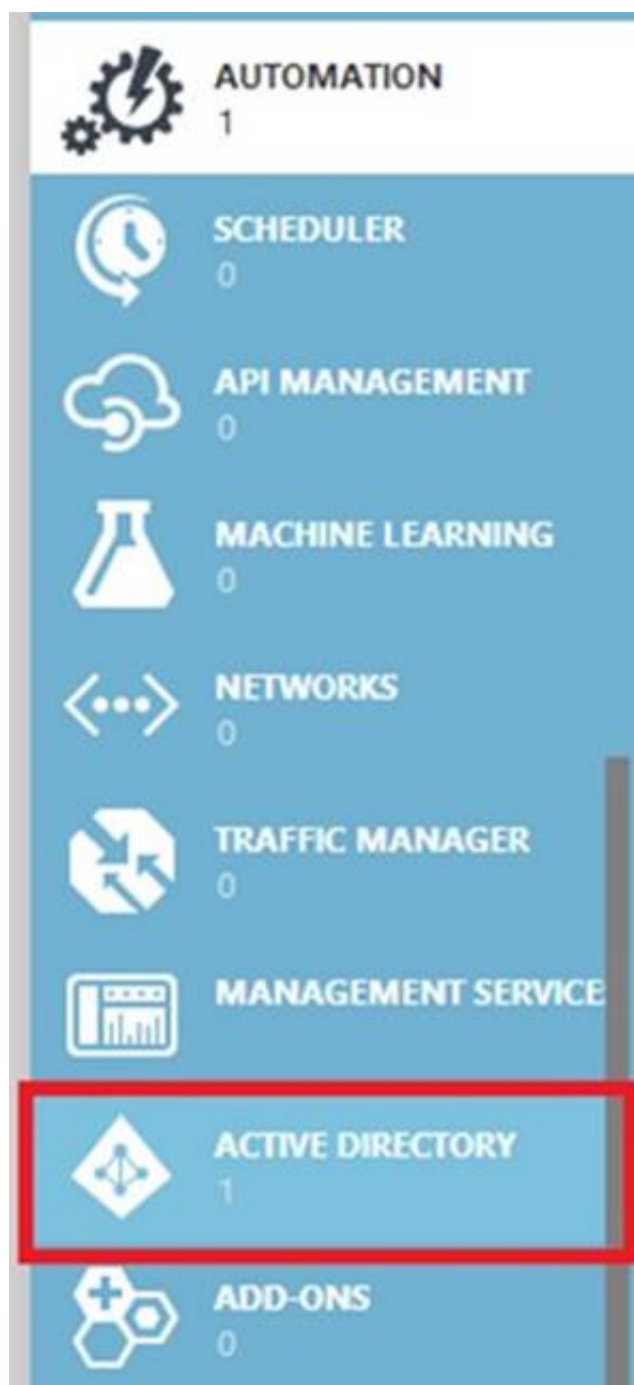 AUTOMATION
1
SCHEDULER
0
API MANAGEMENT
0
MACHINE LEARNING
0
NETWORKS
0
TRAFFIC MANAGER
0
MANAGEMENT SERVICE
ACTIVE DIRECTORY
1
ADD-ONS
0